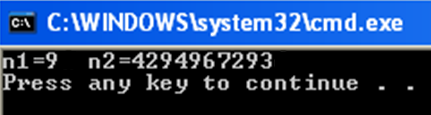 C:\WINDOWS\system32\cmd.exe
n1=9  n2=4294967293
Press any key to continue . .